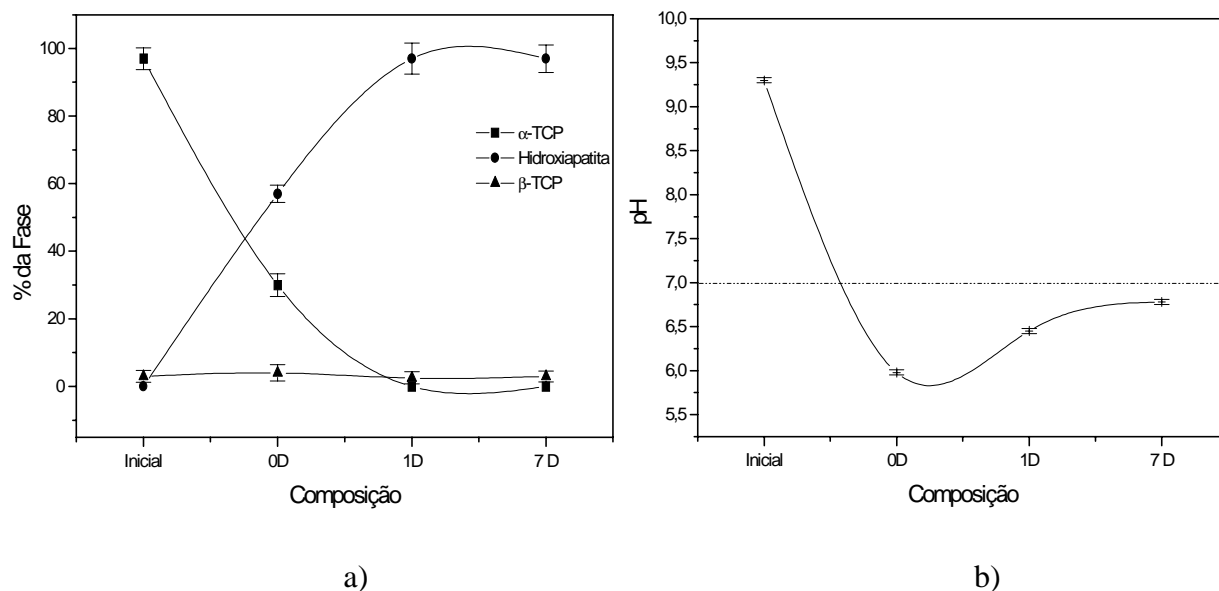 100
80
60
40
20
0
% da Fase
Inicial
0D
1D
7 D
Composição
α-TCP
Hidroxiapatita
β-TCP
a)
10,0
9,5
9,0
8,5
8,0
7,5
7,0
6,5
6,0
5,5
pH
Inicial
0D
1D
7 D
Composição
b)